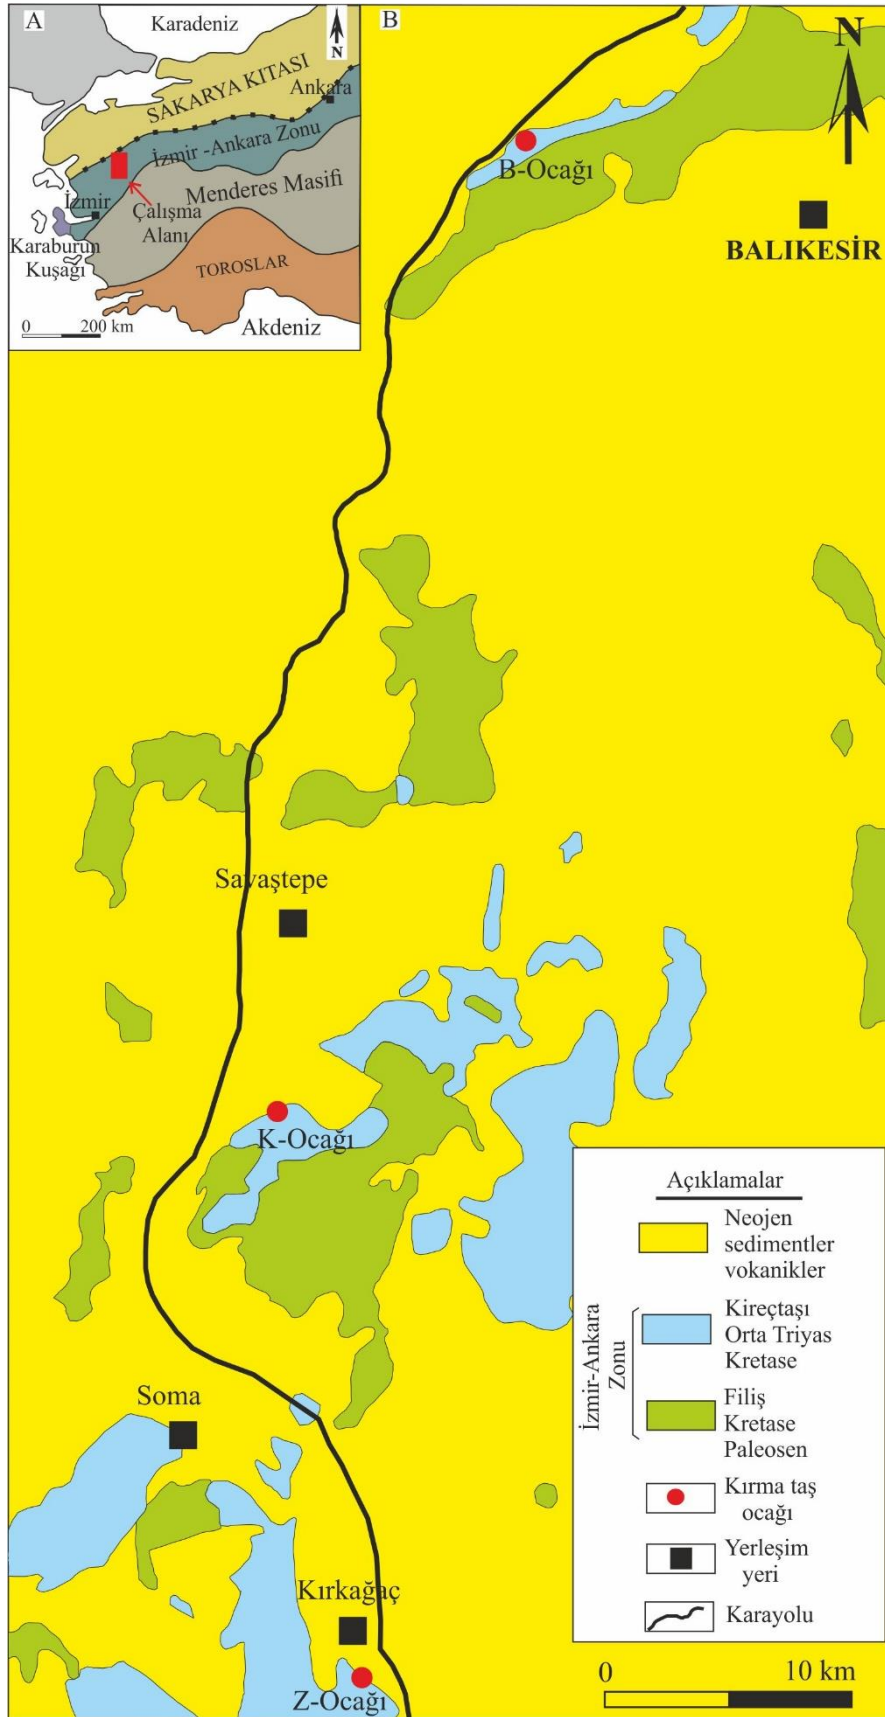 A
Karadeniz
N
SAKARYA KITASI
Ankara
İzmir -Ankara Zonu
Menderes Masifi
İzmir
Çalışma
Alanı
Karaburun
Kuşağı
TOROSLAR
0 200 km
Akdeniz
B
N
B-Ocağı
BALIKESİR
Savaştepe
K-Ocağı
Soma
Kırkağaç
Z-Ocağı
Açıklamalar
Neojen
sedimentler
vokanikler
İzmir-Ankara
Zonu
Kireçtaşı
Orta Triyas
Kretase
Filiş
Kretase
Paleosen
Kırma taş
ocağı
Yerleşim
yeri
Karayolu
0 10 km